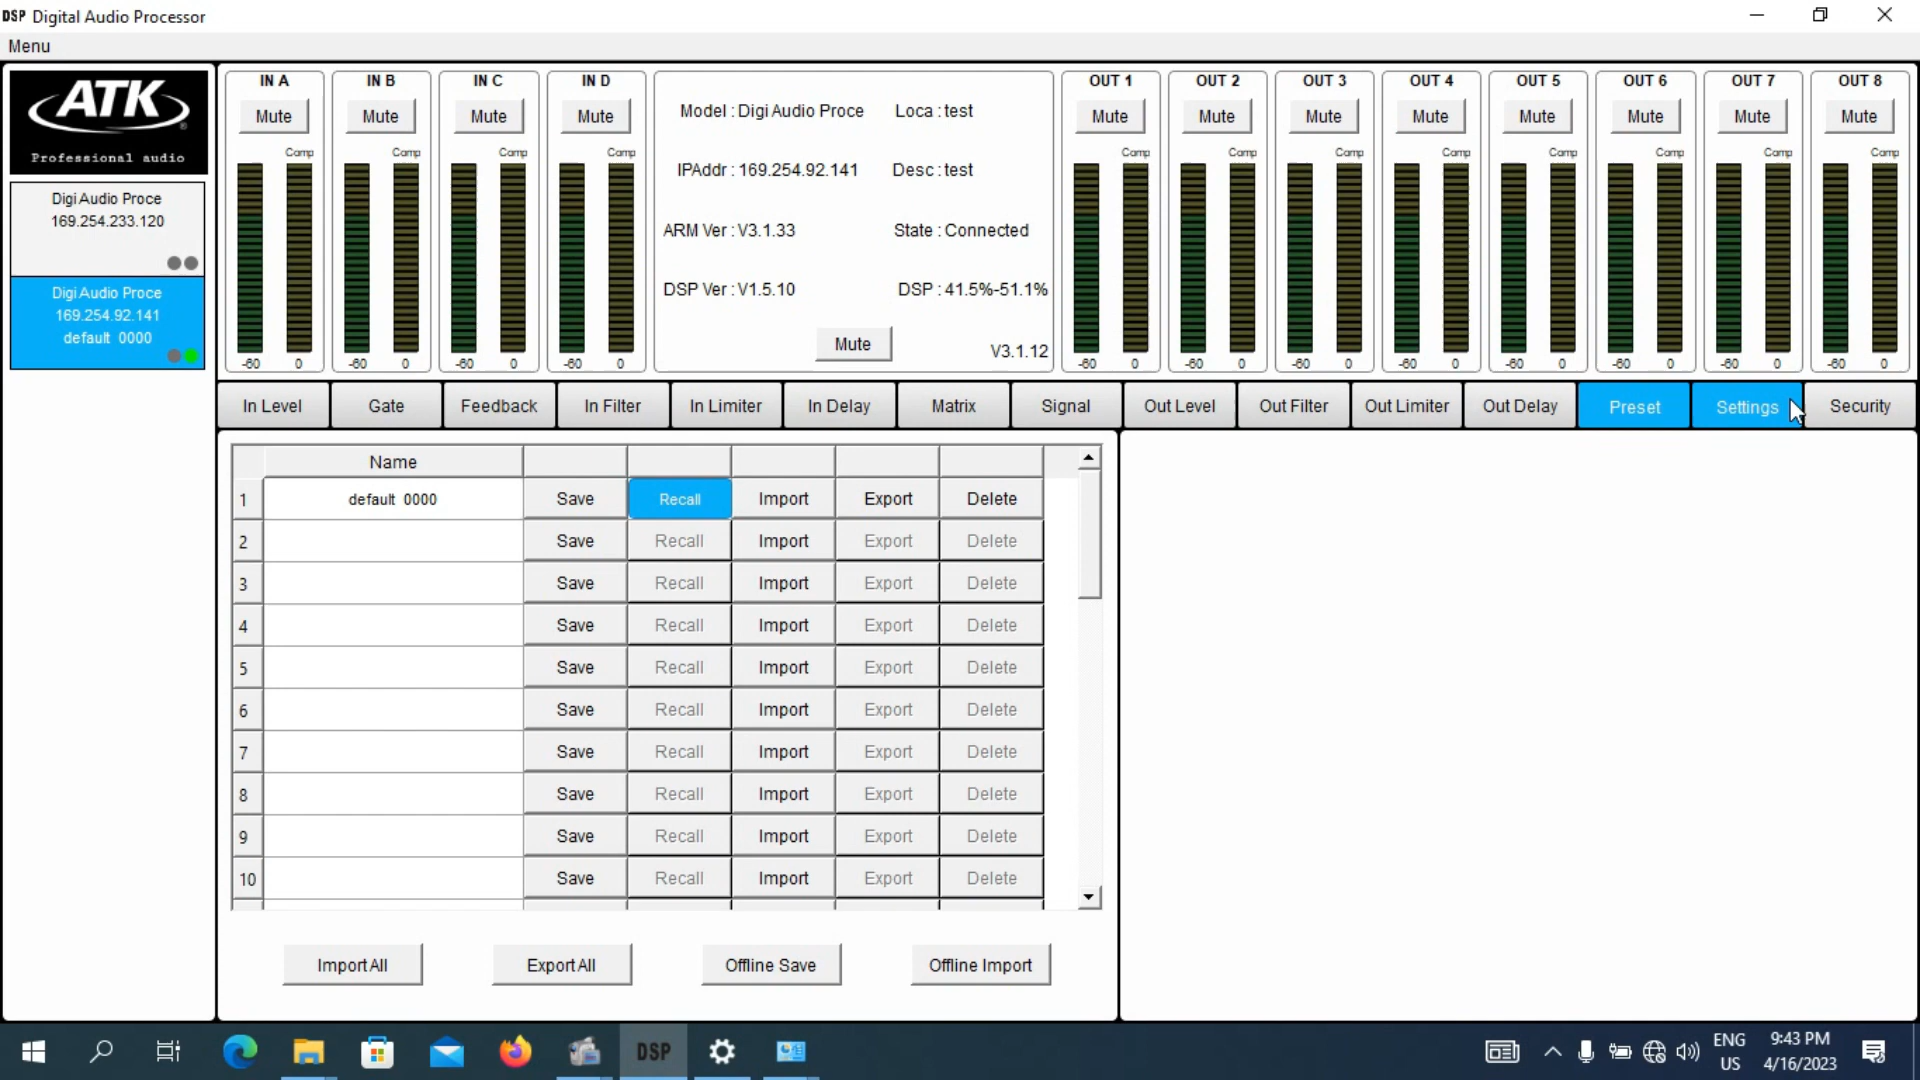 DSP Digital Audio Processor
Menu
ATK
Professional audio
Digi Audio Proce
169.254.233.120
Digi Audio Proce
169.254.92.141
default 0000
IN A IN B IN C IN D
Mute Mute Mute Mute
Comp Comp Comp Comp
-60 0 -60 0 -60 0 -60 0
Model : Digi Audio Proce Loca : test
IPAddr : 169.254.92.141 Desc : test
ARM Ver : V3.1.33 State : Connected
DSP Ver : V1.5.10 DSP : 41.5%-51.1%
Mute V3.1.12
OUT 1 OUT 2 OUT 3 OUT 4 OUT 5 OUT 6 OUT 7 OUT 8
Mute Mute Mute Mute Mute Mute Mute Mute
Comp Comp Comp Comp Comp Comp Comp Comp
-60 0 -60 0 -60 0 -60 0 -60 0 -60 0 -60 0 -60 0
In Level Gate Feedback In Filter In Limiter In Delay Matrix Signal Out Level Out Filter Out Limiter Out Delay Preset Settings Security
Name
1 default 0000 Save Recall Import Export Delete
2 Save Recall Import Export Delete
3 Save Recall Import Export Delete
4 Save Recall Import Export Delete
5 Save Recall Import Export Delete
6 Save Recall Import Export Delete
7 Save Recall Import Export Delete
8 Save Recall Import Export Delete
9 Save Recall Import Export Delete
10 Save Recall Import Export Delete
Import All Export All Offline Save Offline Import
DSP
ENG
US
9:43 PM
4/16/2023